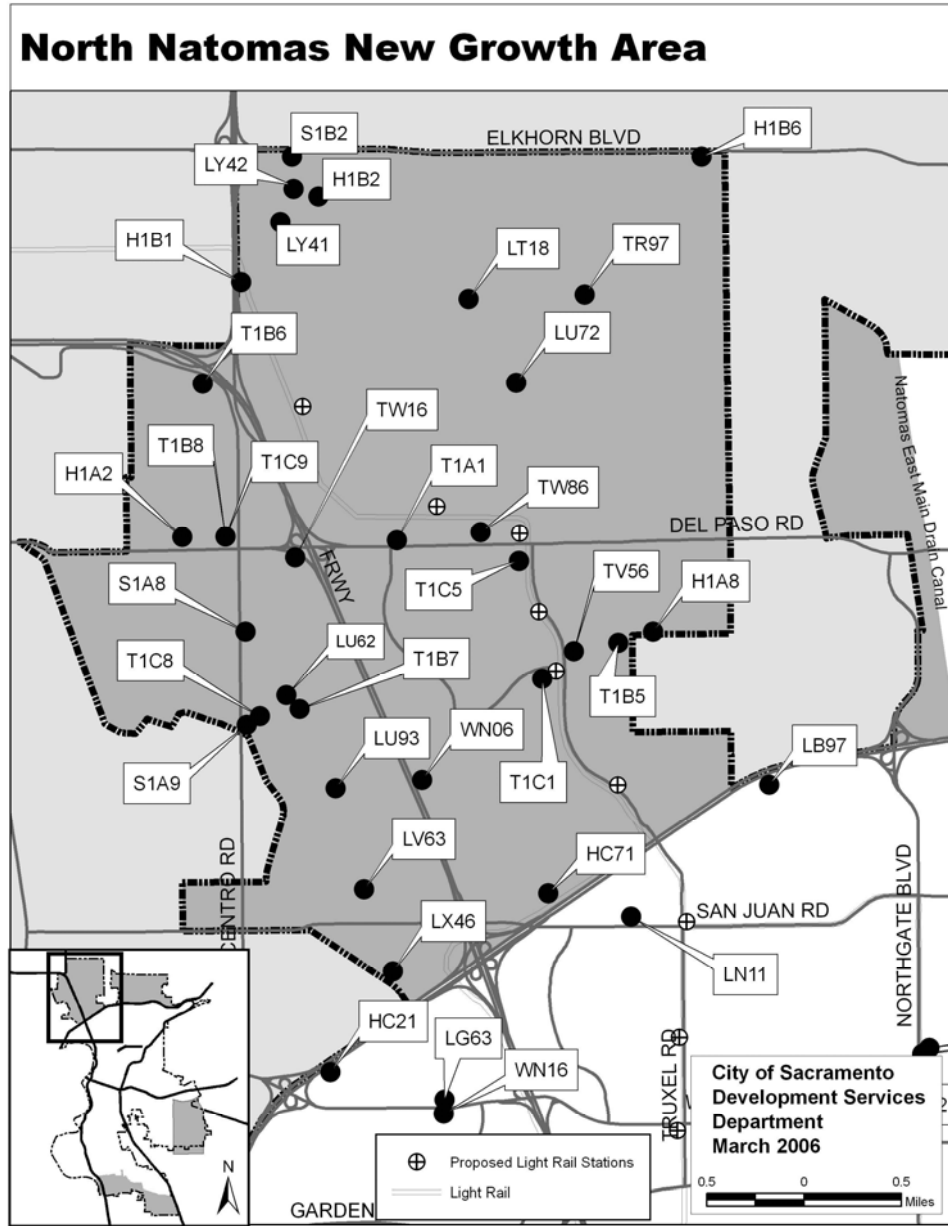 North Natomas New Growth Area
S1B2
ELKHORN BLVD
H1B6
LY42
H1B2
H1B1
LY41
LT18
TR97
T1B6
LU72
TW16
T1B8
T1C9
T1A1
H1A2
TW86
DEL PASO RD
Natomas East Main Drain Canal
FRWY
S1A8
T1C5
TV56
H1A8
LU62
T1C8
T1B7
T1B5
LU93
WN06
S1A9
T1C1
LB97
LV63
HC71
CENTRO RD
LX46
SAN JUAN RD
NORTHGATE BLVD
LN11
HC21
LG63
WN16
TRUXEL RD
City of Sacramento
Development Services
Department
March 2006
N
Proposed Light Rail Stations
Light Rail
0.5 0 0.5
Miles
GARDEN